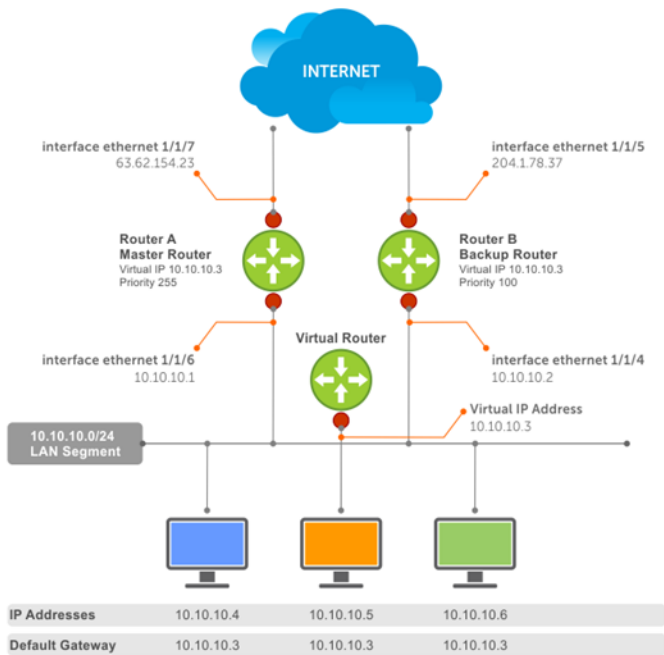 INTERNET
interface ethernet 1/1/7
63.62.154.23
interface ethernet 1/1/5
204.1.78.37
Router A
Master Router
Virtual IP 10.10.10.3
Priority 255
Router B
Backup Router
Virtual IP 10.10.10.3
Priority 100
interface ethernet 1/1/6
10.10.10.1
Virtual Router
interface ethernet 1/1/4
10.10.10.2
Virtual IP Address
10.10.10.3
10.10.10.0/24
LAN Segment
IP Addresses 10.10.10.4 10.10.10.5 10.10.10.6
Default Gateway 10.10.10.3 10.10.10.3 10.10.10.3